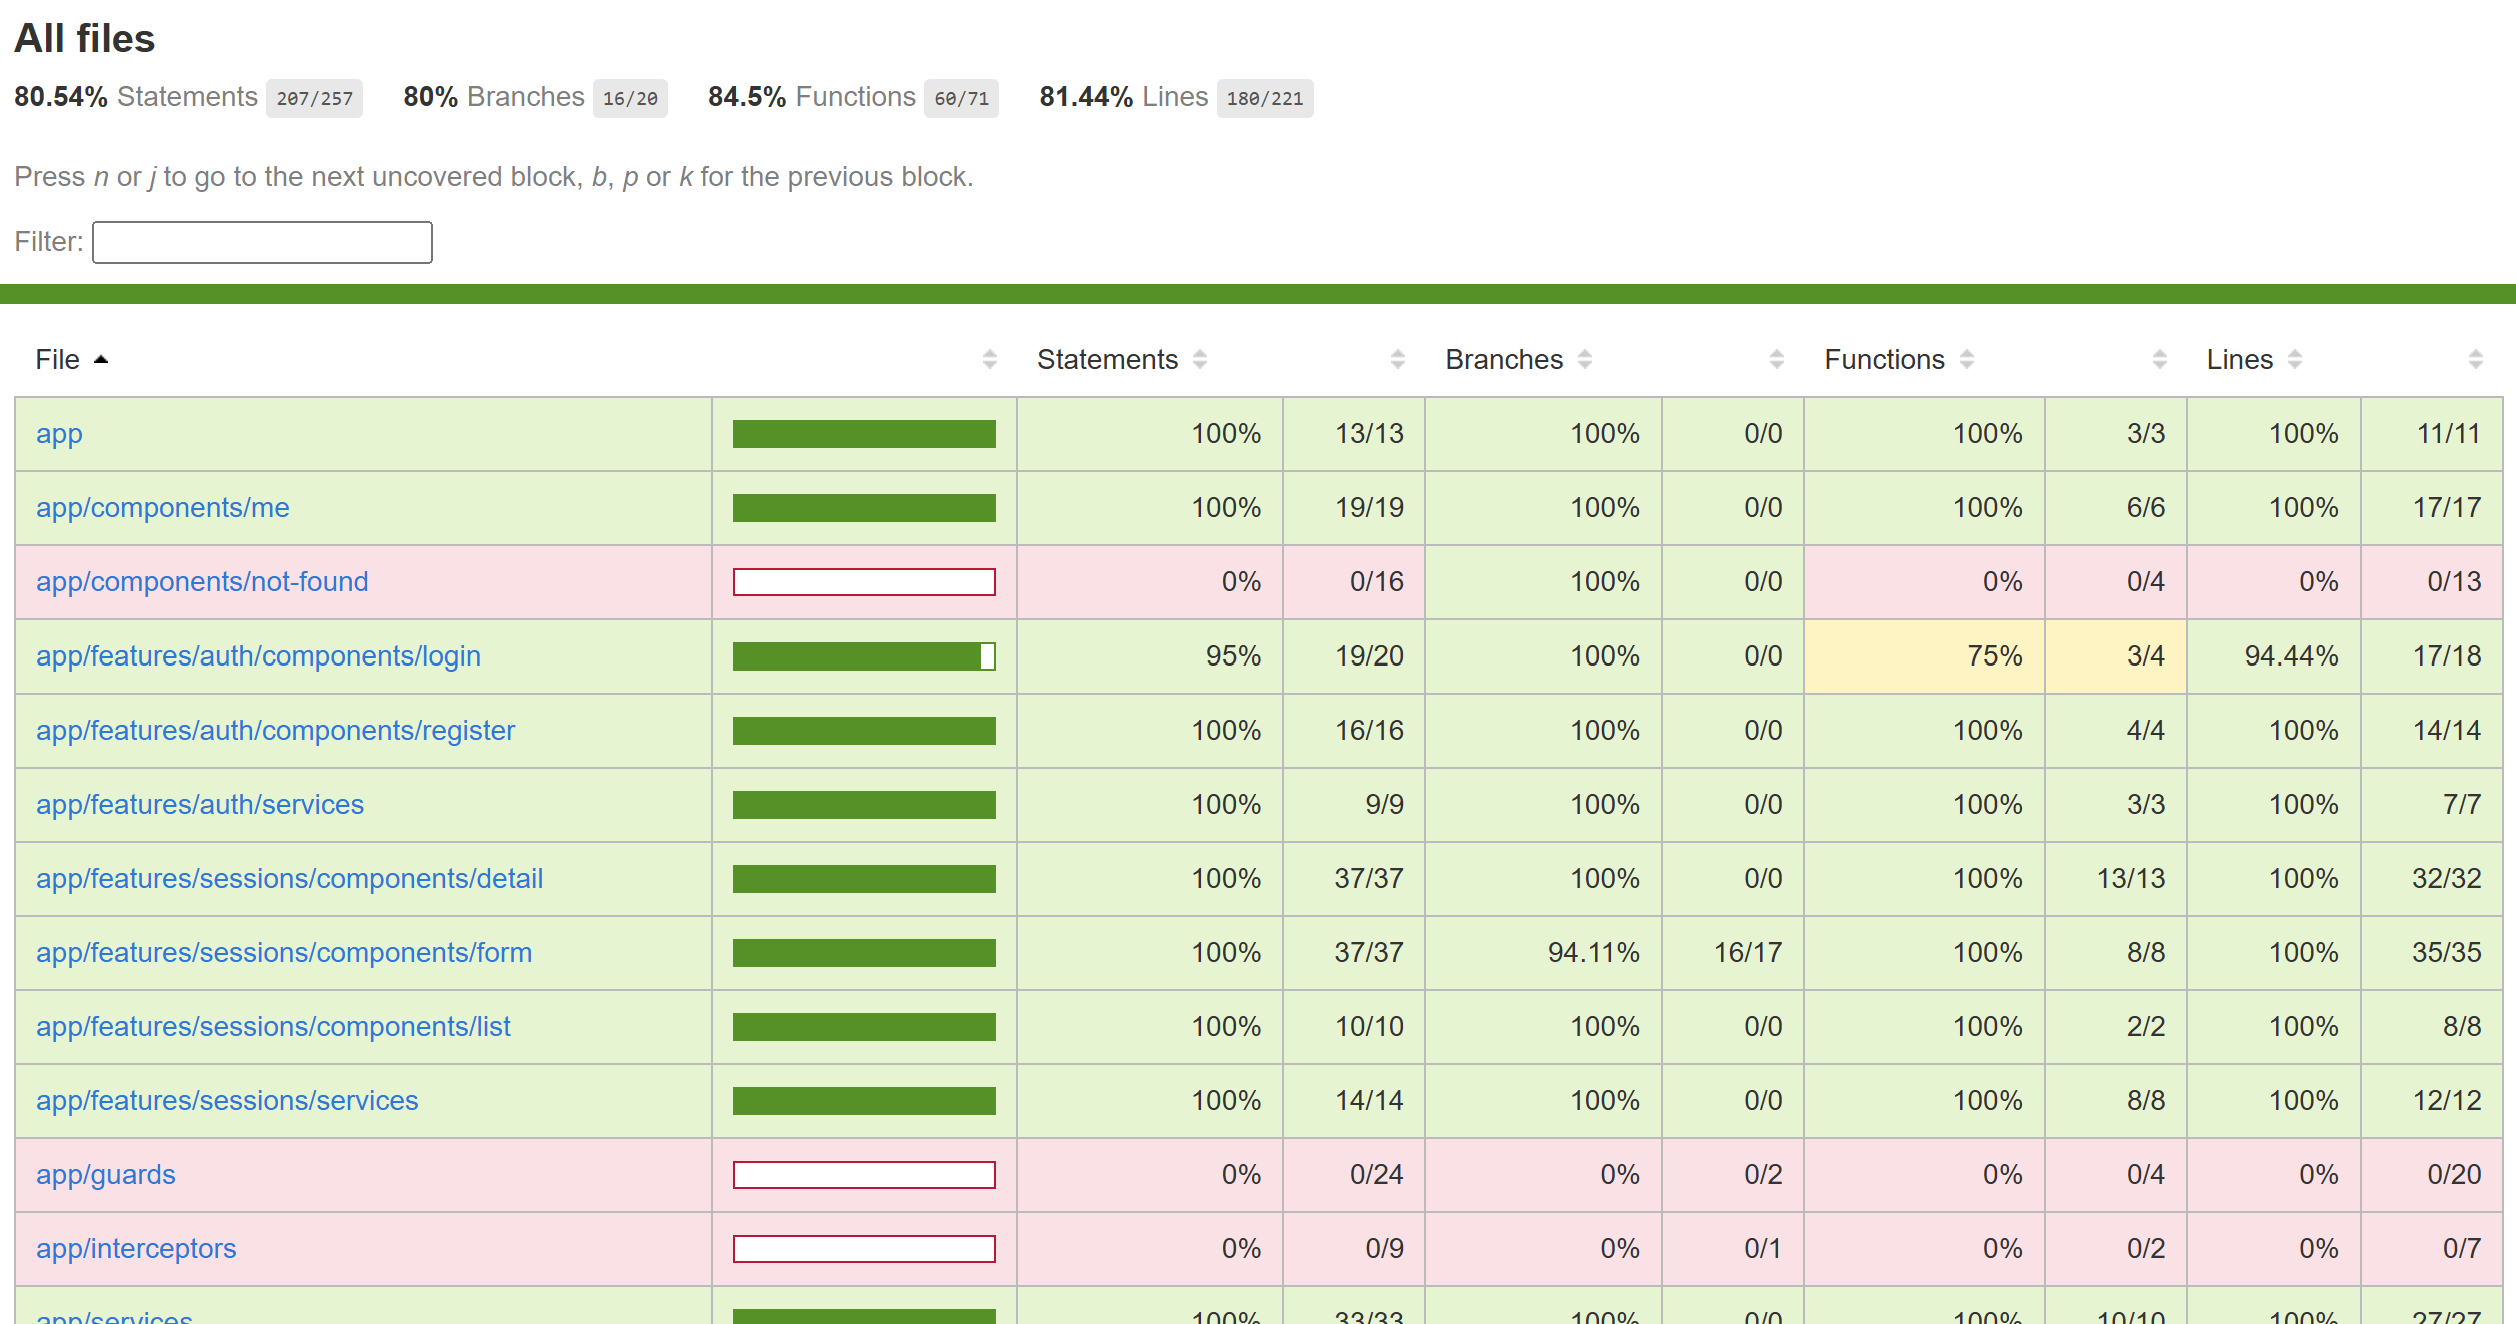 All files
80.54% Statements 207/257 80% Branches 16/20 84.5% Functions 60/71 81.44% Lines 180/221
Press n or j to go to the next uncovered block, b, p or k for the previous block.
Filter:
File Statements Branches Functions Lines
app 100% 13/13 100% 0/0 100% 3/3 100% 11/11
app/components/me 100% 19/19 100% 0/0 100% 6/6 100% 17/17
app/components/not-found 0% 0/16 100% 0/0 0% 0/4 0% 0/13
app/features/auth/components/login 95% 19/20 100% 0/0 75% 3/4 94.44% 17/18
app/features/auth/components/register 100% 16/16 100% 0/0 100% 4/4 100% 14/14
app/features/auth/services 100% 9/9 100% 0/0 100% 3/3 100% 7/7
app/features/sessions/components/detail 100% 37/37 100% 0/0 100% 13/13 100% 32/32
app/features/sessions/components/form 100% 37/37 94.11% 16/17 100% 8/8 100% 35/35
app/features/sessions/components/list 100% 10/10 100% 0/0 100% 2/2 100% 8/8
app/features/sessions/services 100% 14/14 100% 0/0 100% 8/8 100% 12/12
app/guards 0% 0/24 0% 0/2 0% 0/4 0% 0/20
app/interceptors 0% 0/9 0% 0/1 0% 0/2 0% 0/7
app/services 100% 33/33 100% 0/0 100% 10/10 100% 27/27